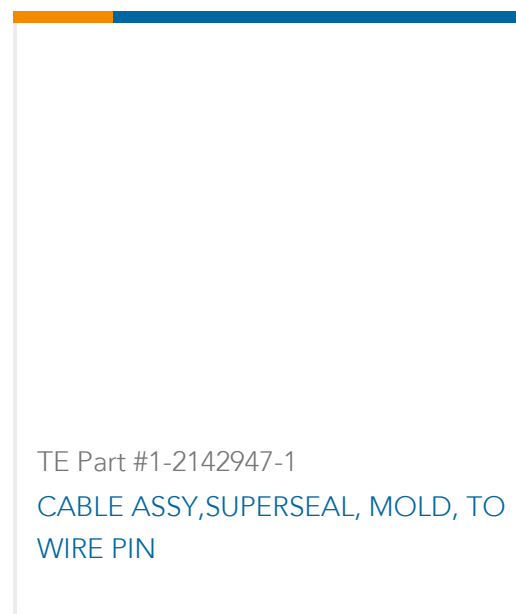 TE Part #1-2142947-1
CABLE ASSY,SUPERSEAL, MOLD, TO
WIRE PIN